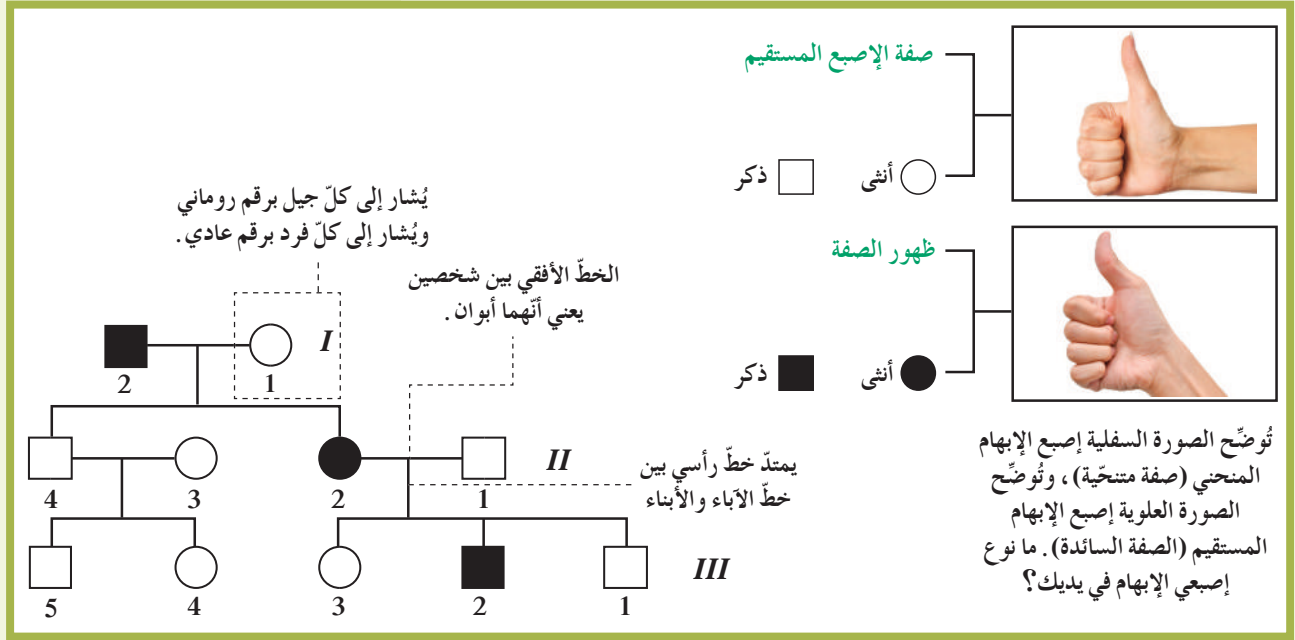 صفة الإصبع المستقيم
أنثى
ذكر
ظهور الصفة
أنثى
ذكر
تُوضِّح الصورة السفلية إصبع الإبهام
المنحني (صفة متنحّية)، وتُوضِّح
الصورة العلوية إصبع الإبهام
المستقيم (الصفة السائدة). ما نوع
إصبعي الإبهام في يديك؟
يُشار إلى كلّ جيل برقم روماني
ويُشار إلى كلّ فرد برقم عادي.
الخطّ الأفقي بين شخصين
يعني أنّهما أبوان.
I
1
2
يمتدّ خطّ رأسي بين
خطّ الآباء والأبناء
II
1
2
3
4
III
1
2
3
4
5